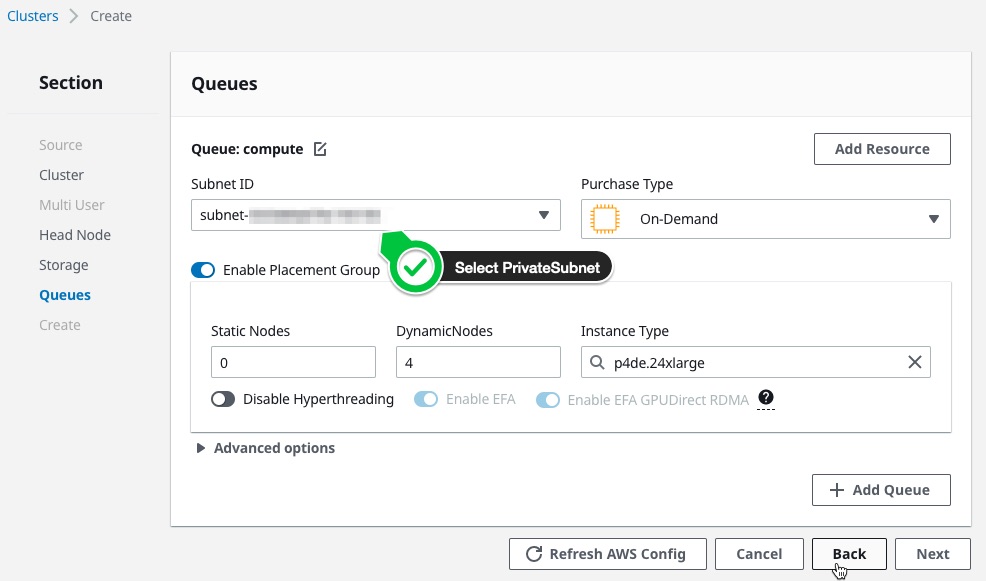 Clusters > Create
Section
Source
Cluster
Multi User
Head Node
Storage
Queues
Create
Queues
Queue: compute
Add Resource
Subnet ID
Purchase Type
subnet-
On-Demand
Enable Placement Group
Select PrivateSubnet
Static Nodes
DynamicNodes
Instance Type
0
4
p4de.24xlarge
Disable Hyperthreading
Enable EFA
Enable EFA GPUDirect RDMA ?
Advanced options
+ Add Queue
Refresh AWS Config
Cancel
Back
Next